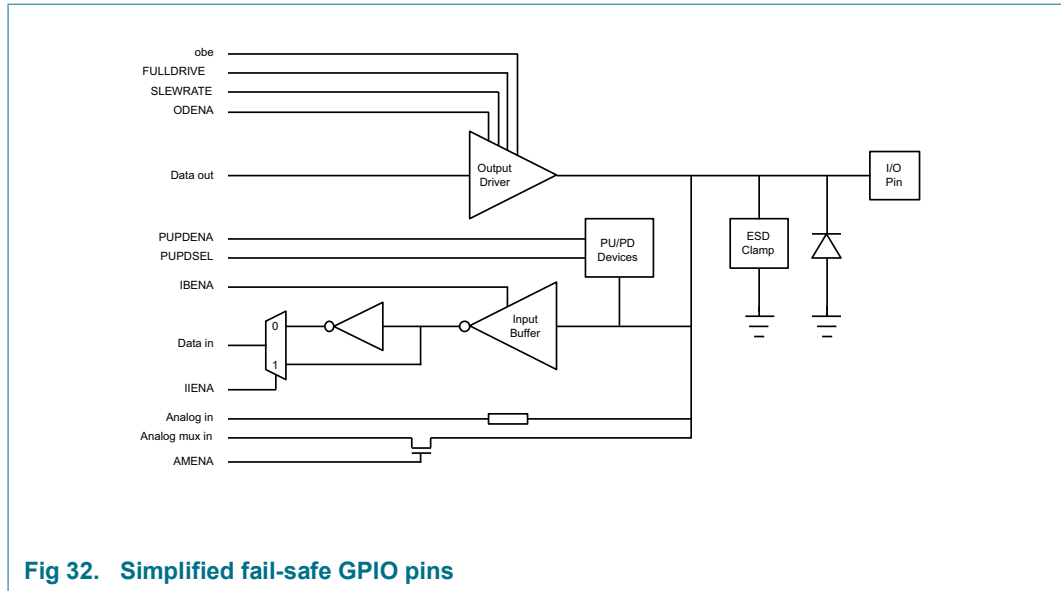 obe
FULLDRIVE
SLEWRATE
ODENA
Data out
Output
Driver
I/O
Pin
PUPDENA
PUPDSEL
PU/PD
Devices
ESD
Clamp
IBENA
Input
Buffer
0
Data in
1
IIENA
Analog in
Analog mux in
AMENA
Fig 32. Simplified fail-safe GPIO pins